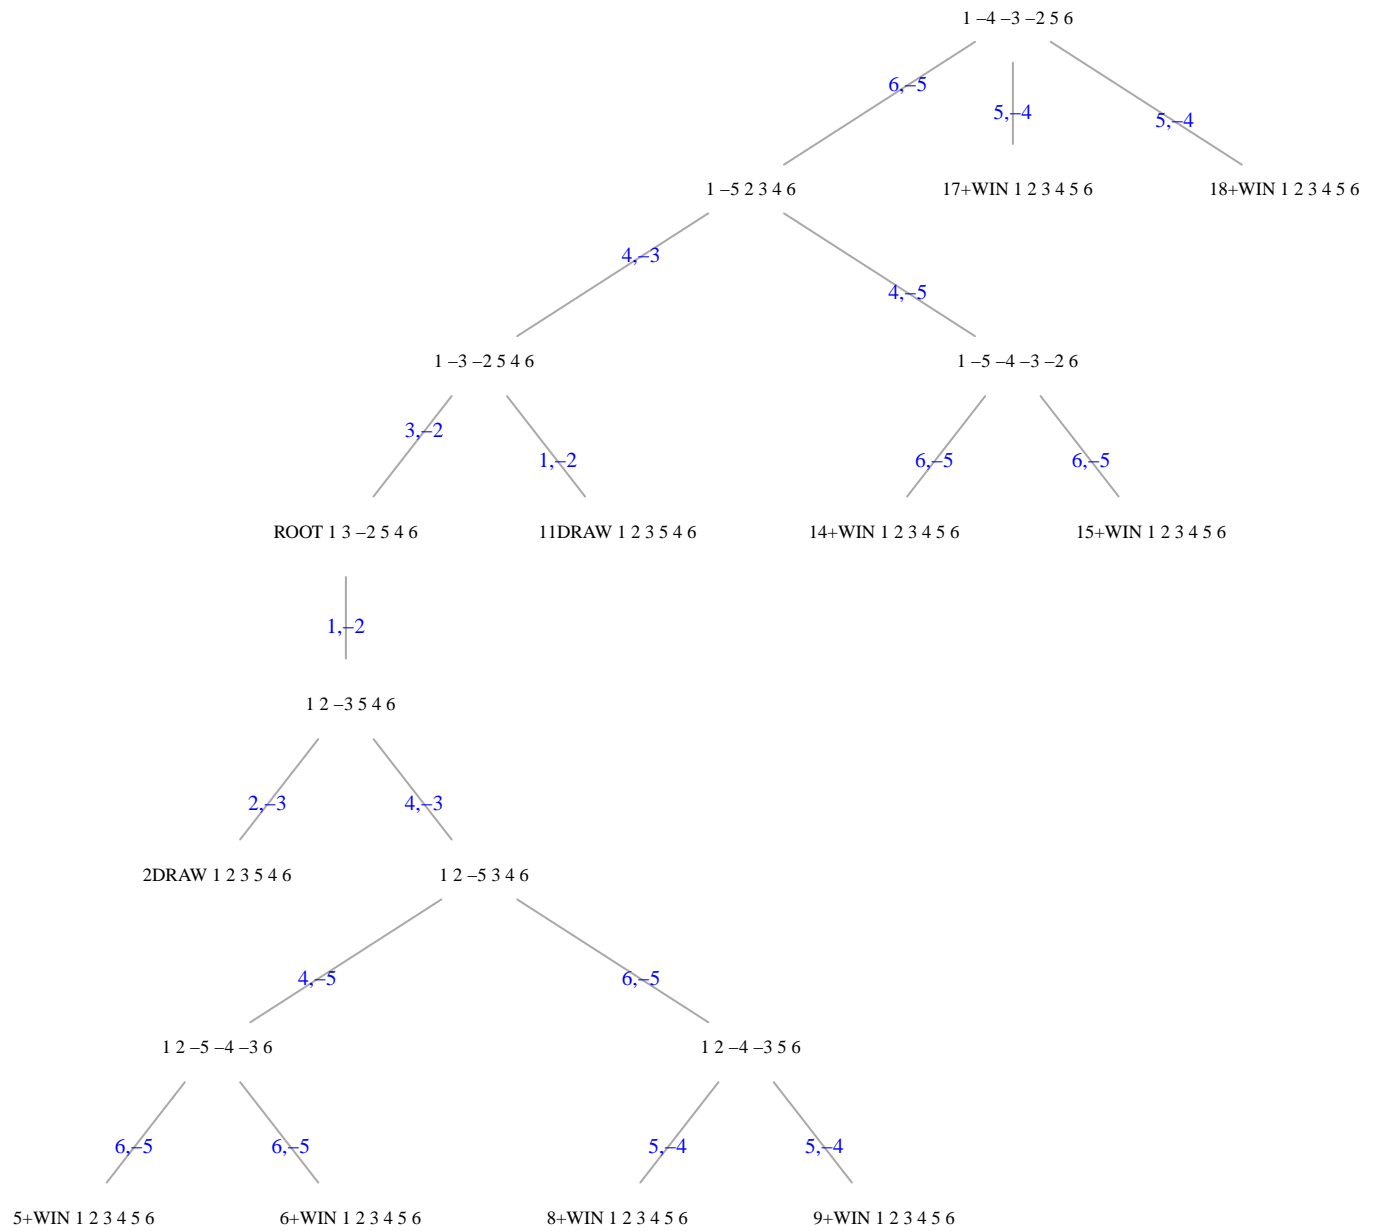 1 –4 –3 –2 5 6
6,–5
5,–4
5,–4
1 –5 2 3 4 6
17+WIN 1 2 3 4 5 6
18+WIN 1 2 3 4 5 6
4,–3
4,–5
1 –3 –2 5 4 6
1 –5 –4 –3 –2 6
3,–2
1,–2
6,–5
6,–5
ROOT 1 3 –2 5 4 6
11DRAW 1 2 3 5 4 6
14+WIN 1 2 3 4 5 6
15+WIN 1 2 3 4 5 6
1,–2
1 2 –3 5 4 6
2,–3
4,–3
2DRAW 1 2 3 5 4 6
1 2 –5 3 4 6
4,–5
6,–5
1 2 –5 –4 –3 6
1 2 –4 –3 5 6
6,–5
6,–5
5,–4
5,–4
5+WIN 1 2 3 4 5 6
6+WIN 1 2 3 4 5 6
8+WIN 1 2 3 4 5 6
9+WIN 1 2 3 4 5 6